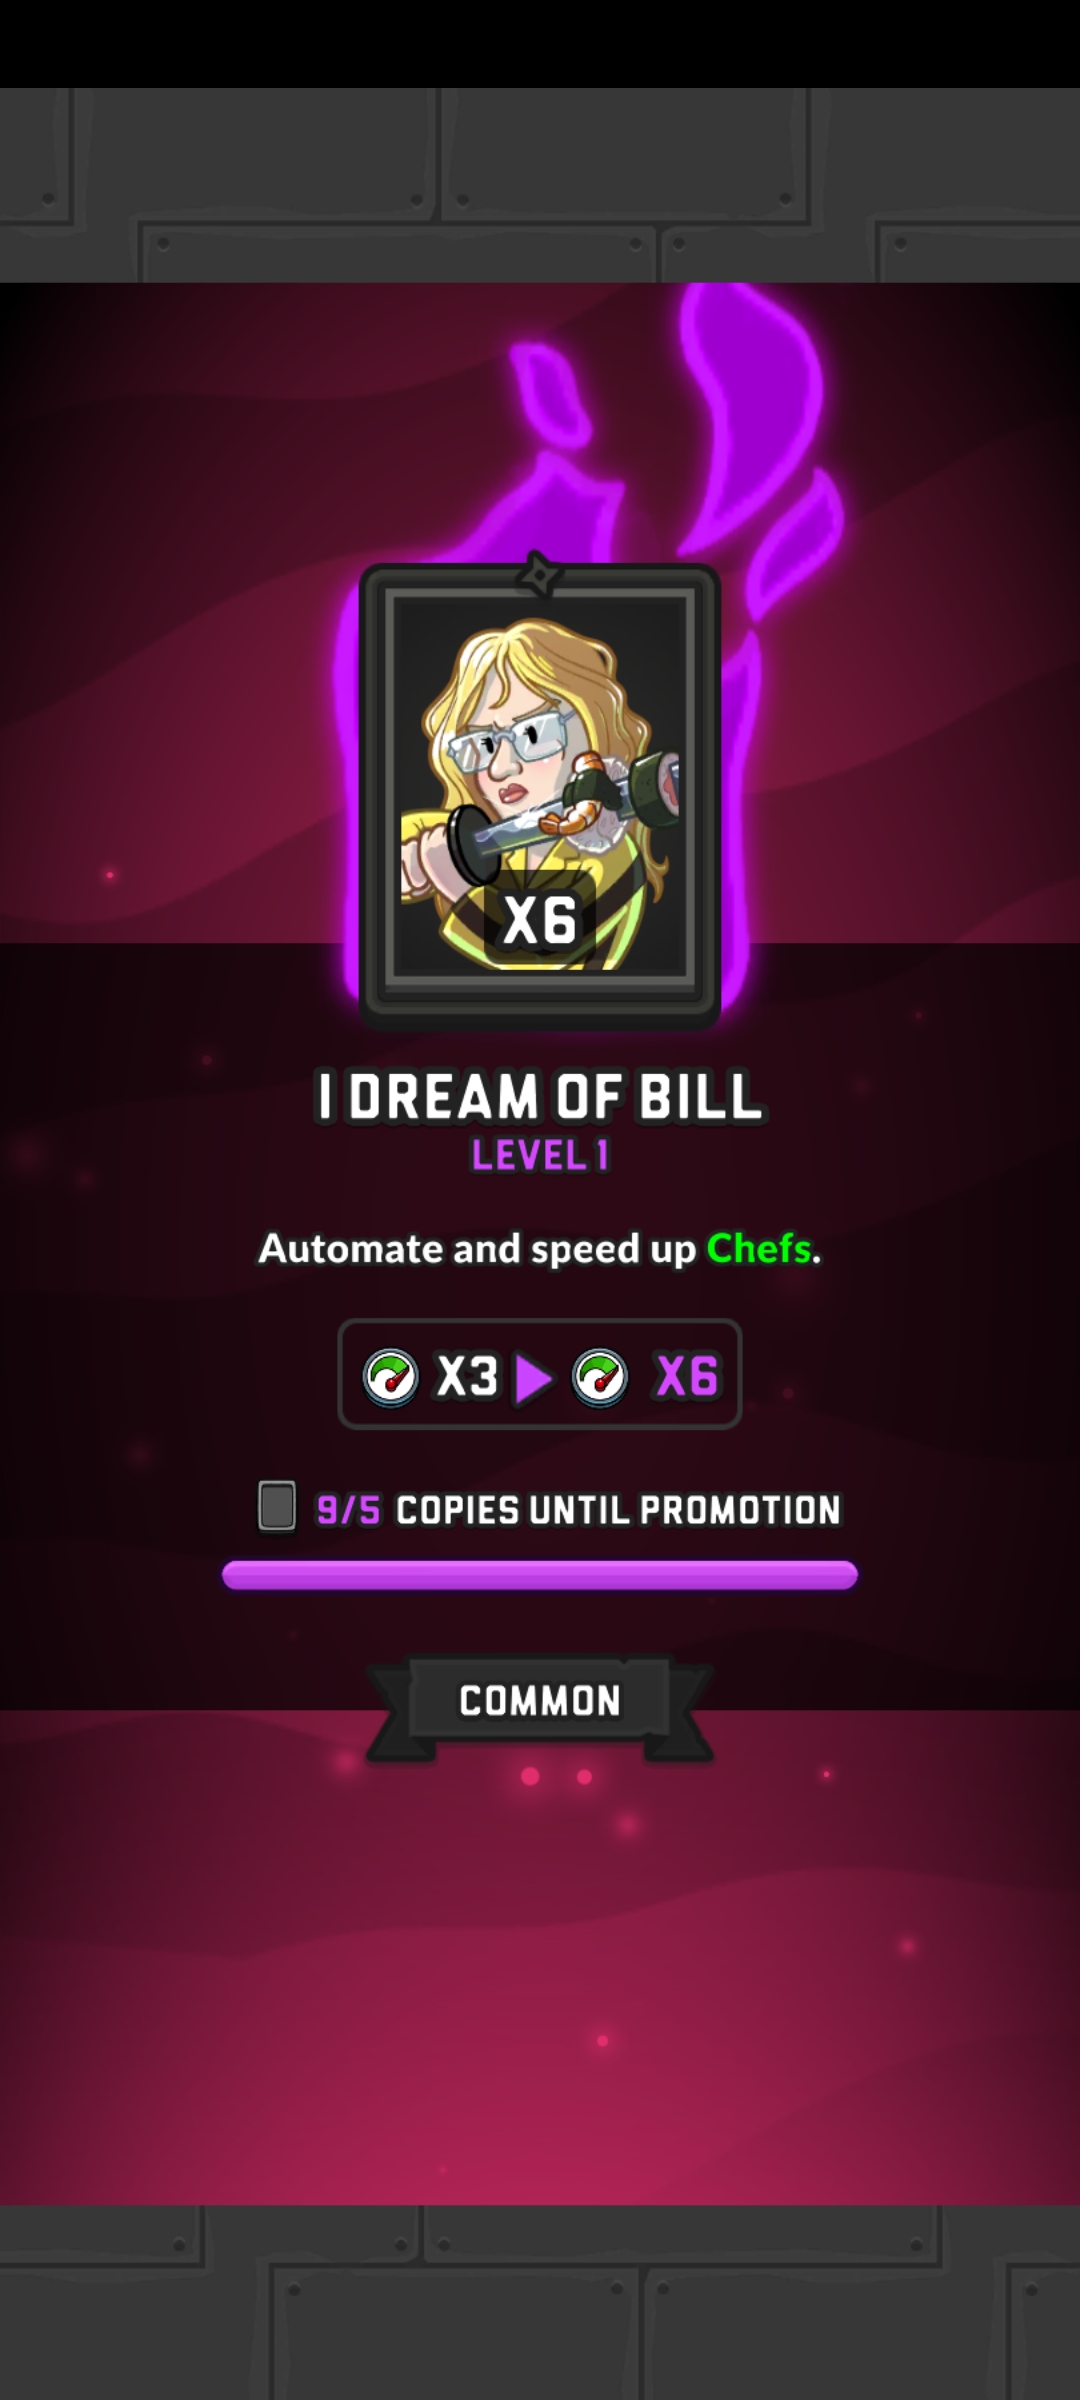 X6
I DREAM OF BILL
LEVEL 1
Automate and speed up Chefs.
X3 X6
9/5 COPIES UNTIL PROMOTION
COMMON